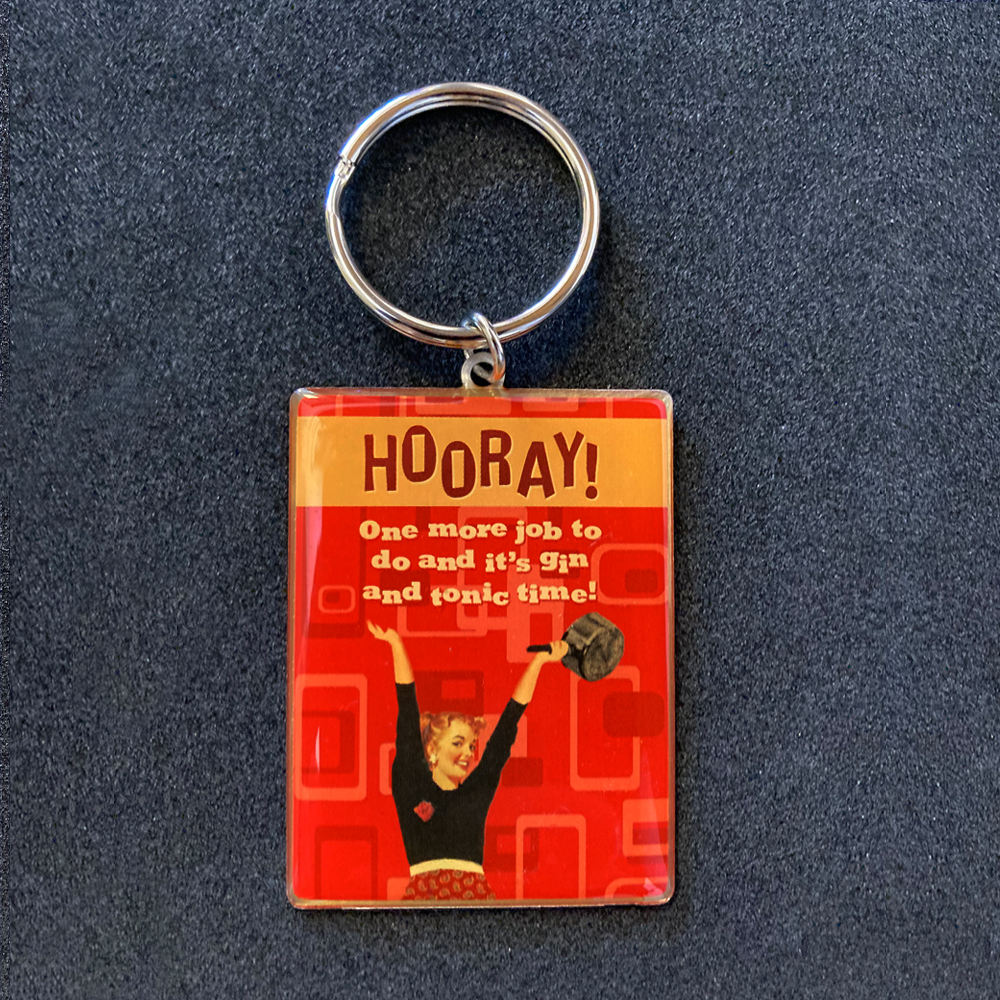 HOORAY!
One more job to
do and it's gin
and tonic time!